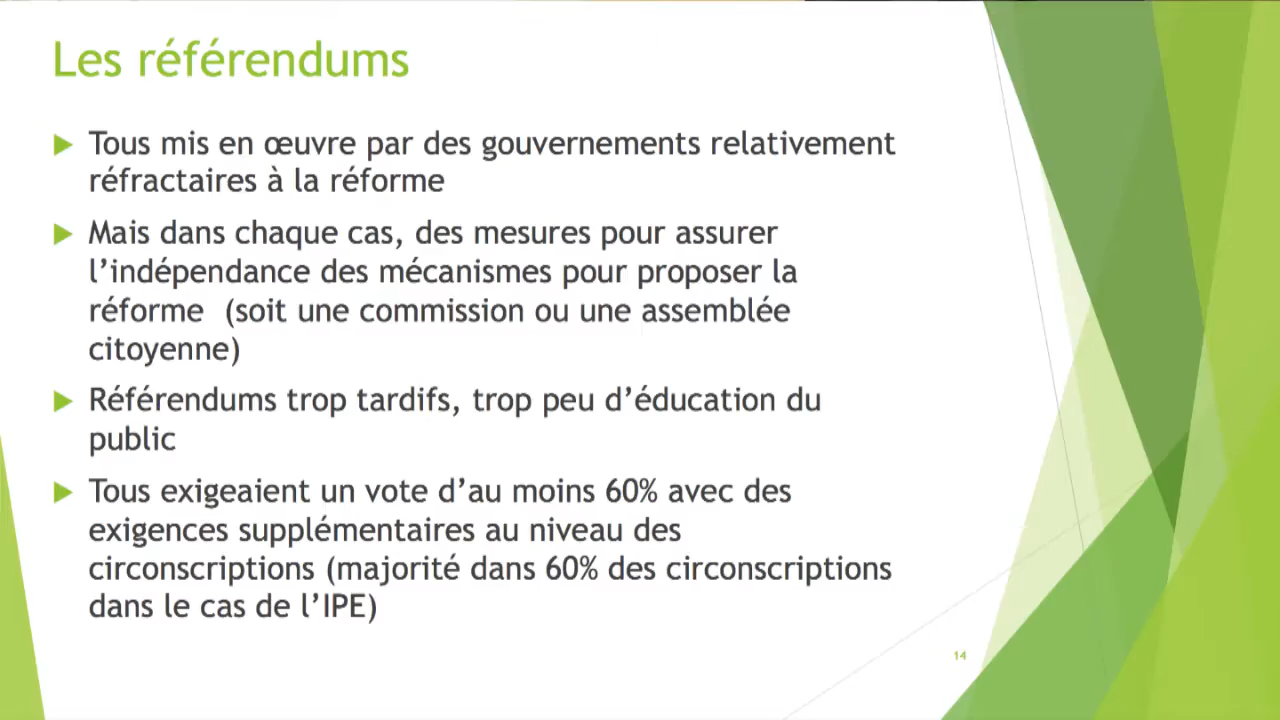 Les référendums
Tous mis en œuvre par des gouvernements relativement
réfractaires à la réforme
Mais dans chaque cas, des mesures pour assurer
l’indépendance des mécanismes pour proposer la
réforme  (soit une commission ou une assemblée
citoyenne)
Référendums trop tardifs, trop peu d’éducation du
public
Tous exigeaient un vote d’au moins 60% avec des
exigences supplémentaires au niveau des
circonscriptions (majorité dans 60% des circonscriptions
dans le cas de l’IPE)
14